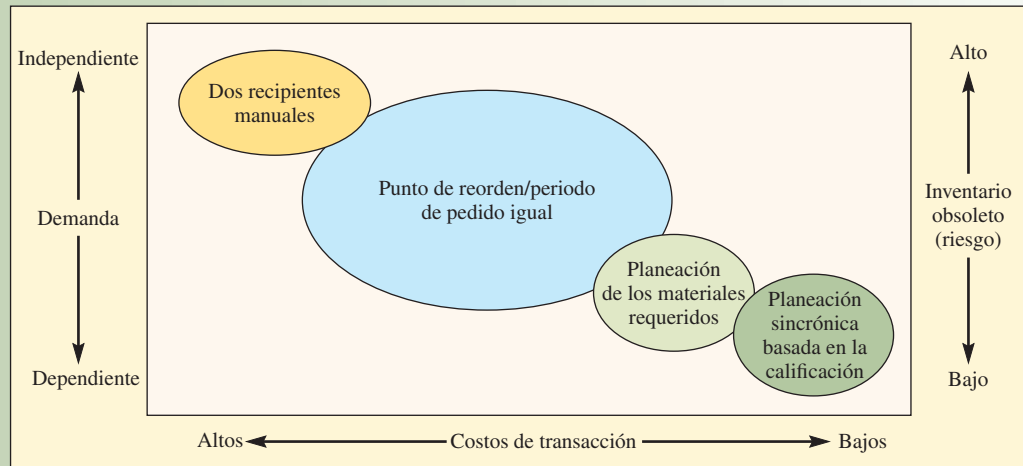 Independiente
Demanda
Dependiente
Dos recipientes
manuales
Punto de reorden/periodo
de pedido igual
Planeación
de los materiales
requeridos
Planeación
sincrónica
basada en la
calificación
Alto
Inventario
obsoleto
(riesgo)
Bajo
Altos
Costos de transacción
Bajos